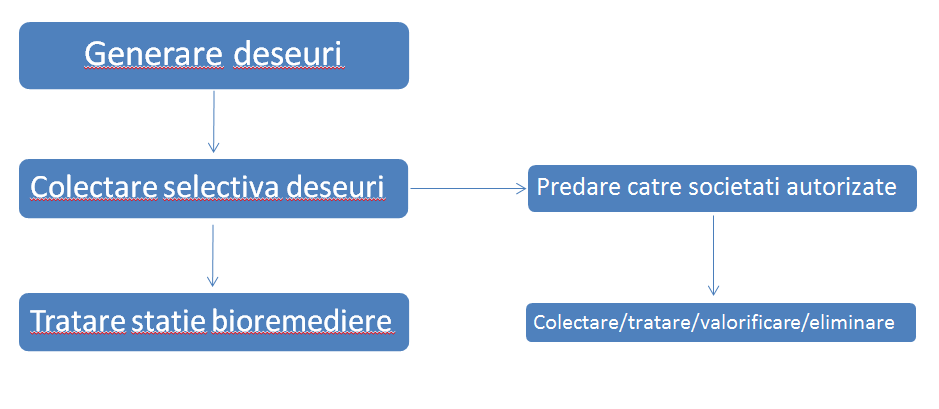 Generare deseuri
Colectare selectiva deseuri
Predare catre societati autorizate
Tratare statie bioremediere
Colectare/tratare/valorificare/eliminare